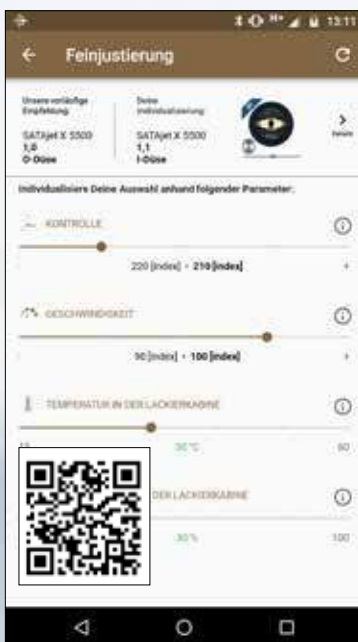 13:11
Feinjustierung
Unsere vorläufige
Empfehlung
SATAjet X 5500
1,0
O-Düse
Deine
Individualisierung
SATAjet X 5500
1,1
I-Düse
Details
Individualisiere Deine Auswahl anhand folgender Parameter:
KONTROLLE
220 [index] • 210 [index]
GESCHWINDIGKEIT
90 [index] • 100 [index]
TEMPERATUR IN DER LACKIERKABINE
30 °C
60
DER LACKIERKABINE
30 %
100